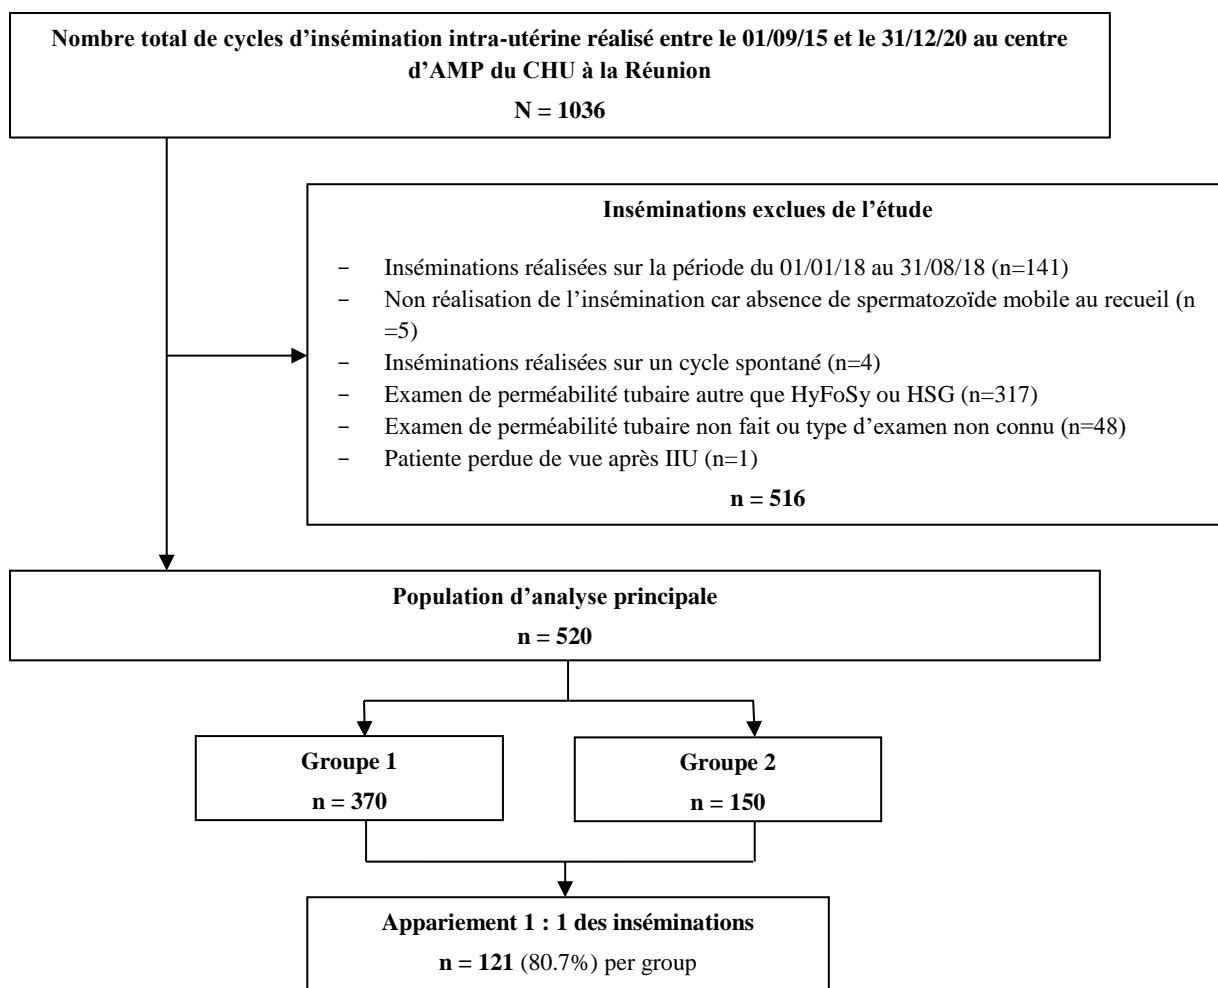 Nombre total de cycles d’insémination intra-utérine réalisé entre le 01/09/15 et le 31/12/20 au centre
d’AMP du CHU à la Réunion
N = 1036
Inséminations exclues de l’étude
− Inséminations réalisées sur la période du 01/01/18 au 31/08/18 (n=141)
− Non réalisation de l’insémination car absence de spermatozoïde mobile au recueil (n
=5)
− Inséminations réalisées sur un cycle spontané (n=4)
− Examen de perméabilité tubaire autre que HyFoSy ou HSG (n=317)
− Examen de perméabilité tubaire non fait ou type d’examen non connu (n=48)
− Patiente perdue de vue après IIU (n=1)
n = 516
Population d’analyse principale
n = 520
Groupe 1
n = 370
Groupe 2
n = 150
Appariement 1 : 1 des inséminations
n = 121 (80.7%) per group